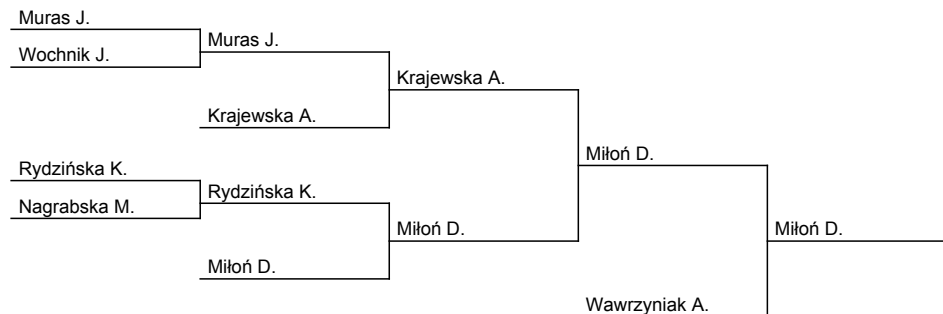 Muras J.
Wochnik J.
Muras J.
Krajewska A.
Krajewska A.
Rydzińska K.
Nagrabska M.
Rydzińska K.
Miłoń D.
Miłoń D.
Miłoń D.
Wawrzyniak A.
Miłoń D.